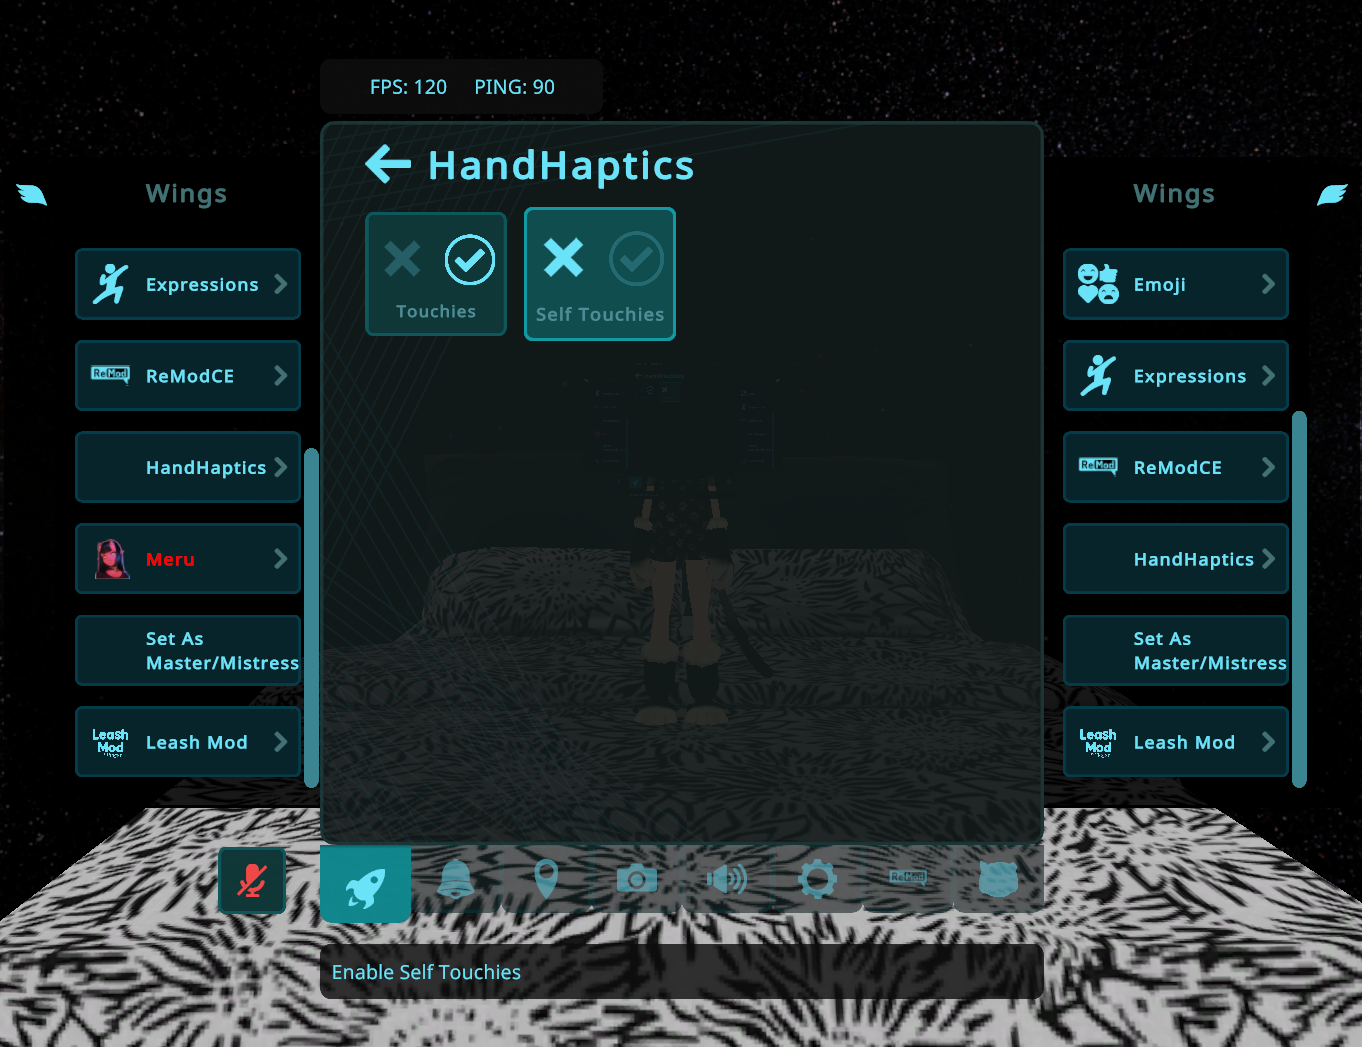 FPS: 120 PING: 90
HandHaptics
Touchies
Self Touchies
Wings
Expressions
ReMod
ReModCE
HandHaptics
Meru
Set As
Master/Mistress
Leash
Mod
Leash Mod
Wings
Emoji
Expressions
ReMod
ReModCE
HandHaptics
Set As
Master/Mistress
Leash
Mod
Leash Mod
ReMod
Enable Self Touchies